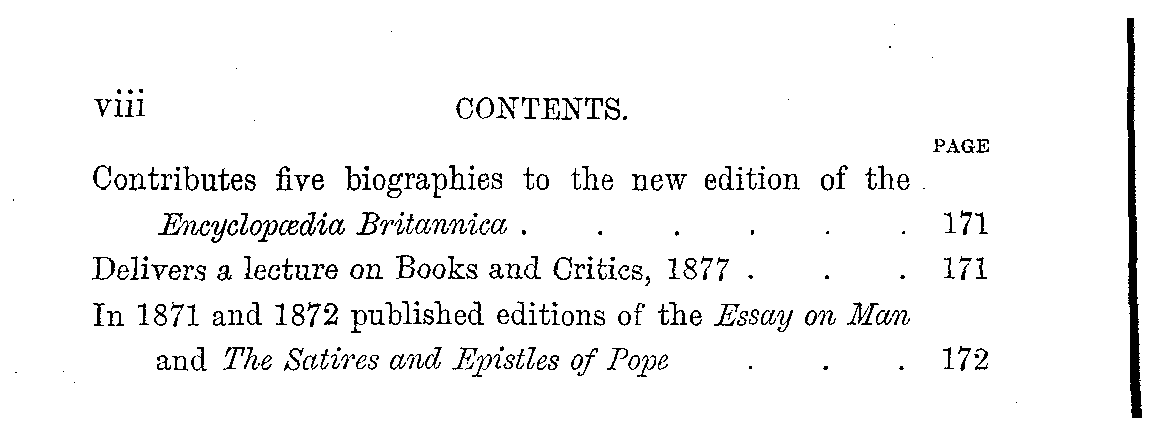 viii CONTENTS.
PAGE
Contributes five biographies to the new edition of the
Encyclopædia Britannica . . . . . . 171
Delivers a lecture on Books and Critics, 1877 . . . 171
In 1871 and 1872 published editions of the Essay on Man
and The Satires and Epistles of Pope . . . 172